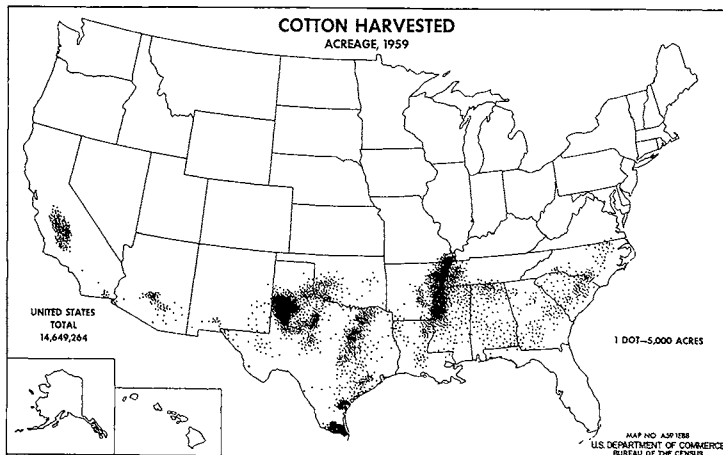 COTTON HARVESTED
ACREAGE, 1959
UNITED STATES
TOTAL
14,649,264
1 DOT—5,000 ACRES
MAP NO. A59 1E88
U.S. DEPARTMENT OF COMMERCE
BUREAU OF THE CENSUS